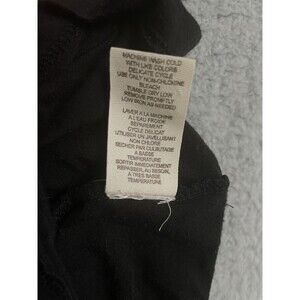 MACHINE WASH COLD
WITH LIKE COLORS
DELICATE CYCLE
USE ONLY NON-CHLORINE
BLEACH
TUMBLE DRY LOW
REMOVE PROMPTLY
LOW IRON AS NEEDED
LAVER A LA MACHINE
A L'EAU FROIDE
SEPAREMENT
CYCLE DELICAT
UTILISER UN JAVELLISANT
NON CHLORE
SECHER PAR CULBUTAGE
A BASSE
TEMPERATURE
SORTIR IMMEDIATEMENT
REPASSER, AU BESOIN,
A TRES BASSE
TEMPERATURE